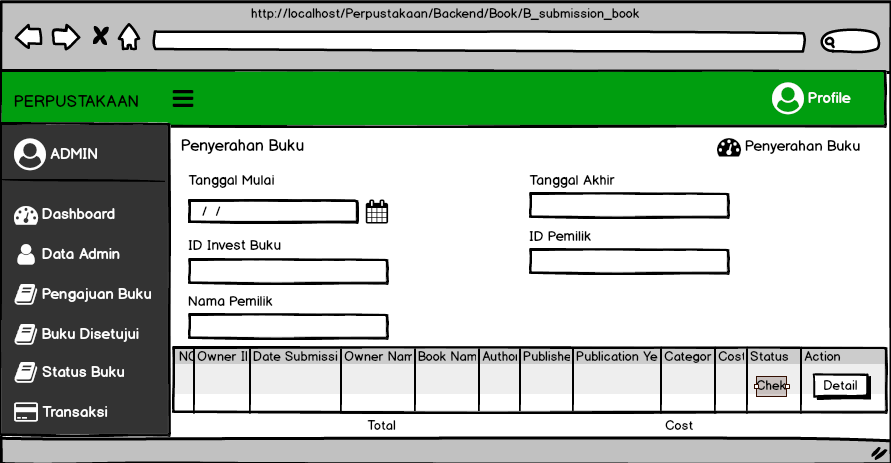 http://localhost/Perpustakaan/Backend/Book/B_submission_book
PERPUSTAKAAN
Profile
ADMIN
Penyerahan Buku
Penyerahan Buku
Tanggal Mulai
Tanggal Akhir
/ /
ID Invest Buku
ID Pemilik
Nama Pemilik
Dashboard
Data Admin
Pengajuan Buku
Buku Disetujui
Status Buku
Transaksi
NO Owner I Date Submissi Owner Nam Book Nam Author Publishe Publication Ye Categor Cost Status Action
Chek Detail
Total Cost